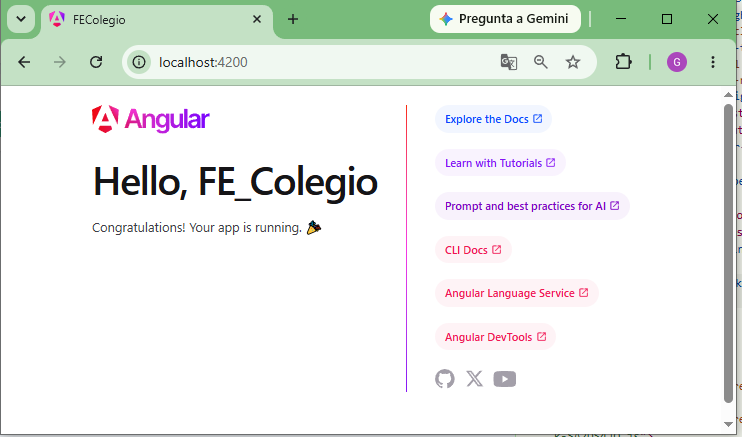 FEColegio
Pregunta a Gemini
localhost:4200
G
Angular
Hello, FE_Colegio
Congratulations! Your app is running.
Explore the Docs
Learn with Tutorials
Prompt and best practices for AI
CLI Docs
Angular Language Service
Angular DevTools